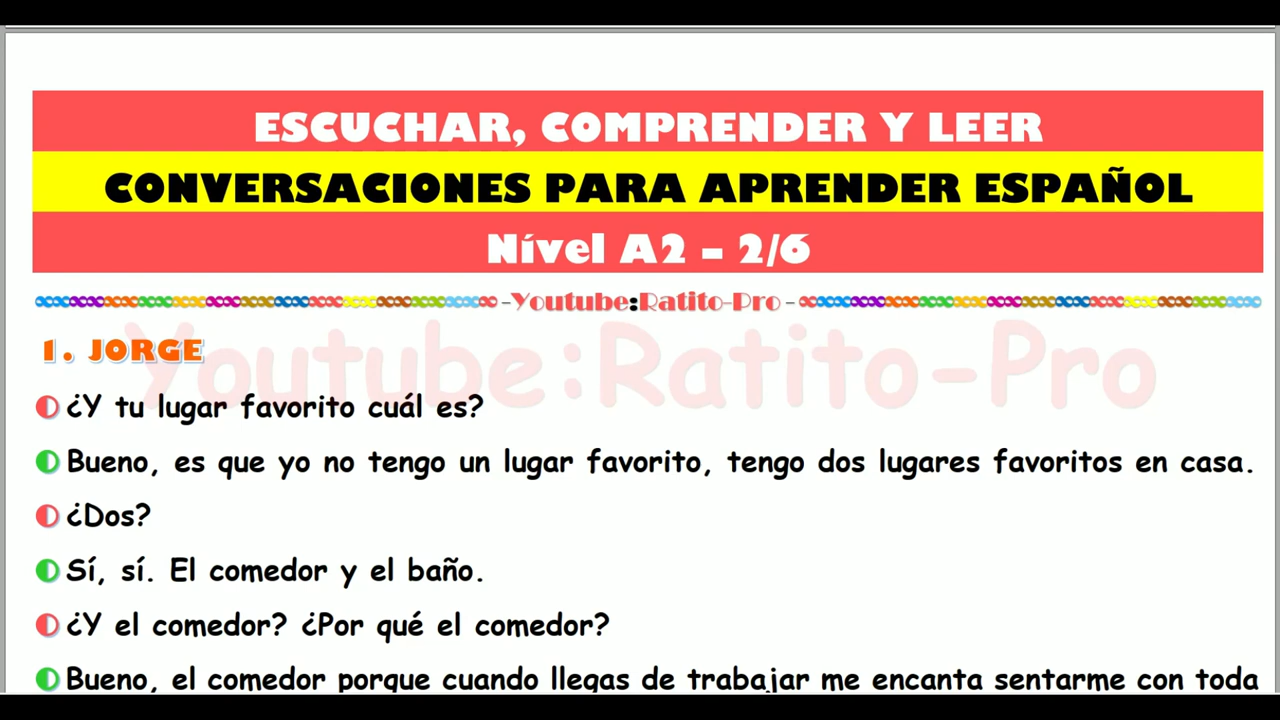 ESCUCHAR, COMPRENDER Y LEER
CONVERSACIONES PARA APRENDER ESPAÑOL
Nível A2 – 2/6
-Youtube:Ratito-Pro-
Youtube:Ratito-Pro
1. JORGE
¿Y tu lugar favorito cuál es?
Bueno, es que yo no tengo un lugar favorito, tengo dos lugares favoritos en casa.
¿Dos?
Sí, sí. El comedor y el baño.
¿Y el comedor? ¿Por qué el comedor?
Bueno, el comedor porque cuando llegas de trabajar me encanta sentarme con toda